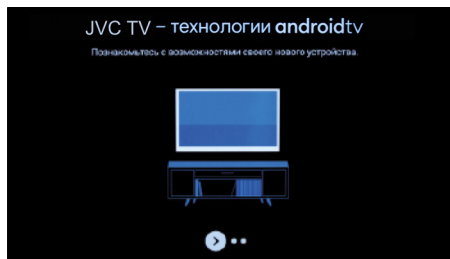 JVC TV – технологии androidtv
Познакомьтесь с возможностями своего нового устройства.